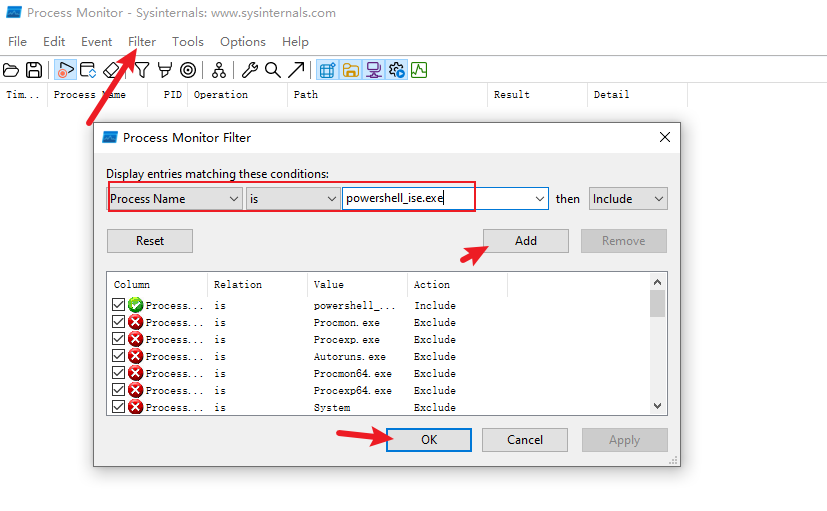 Process Monitor - Sysinternals: www.sysinternals.com
File Edit Event Filter Tools Options Help
Tim... Process Name PID Operation Path Result Detail
Process Monitor Filter
Display entries matching these conditions:
Process Name is powershell_ise.exe then Include
Reset Add Remove
Column Relation Value Action
Process... is powershell_... Include
Process... is Procmon.exe Exclude
Process... is Procexp.exe Exclude
Process... is Autoruns.exe Exclude
Process... is Procmon64.exe Exclude
Process... is Procexp64.exe Exclude
Process... is System Exclude
OK Cancel Apply